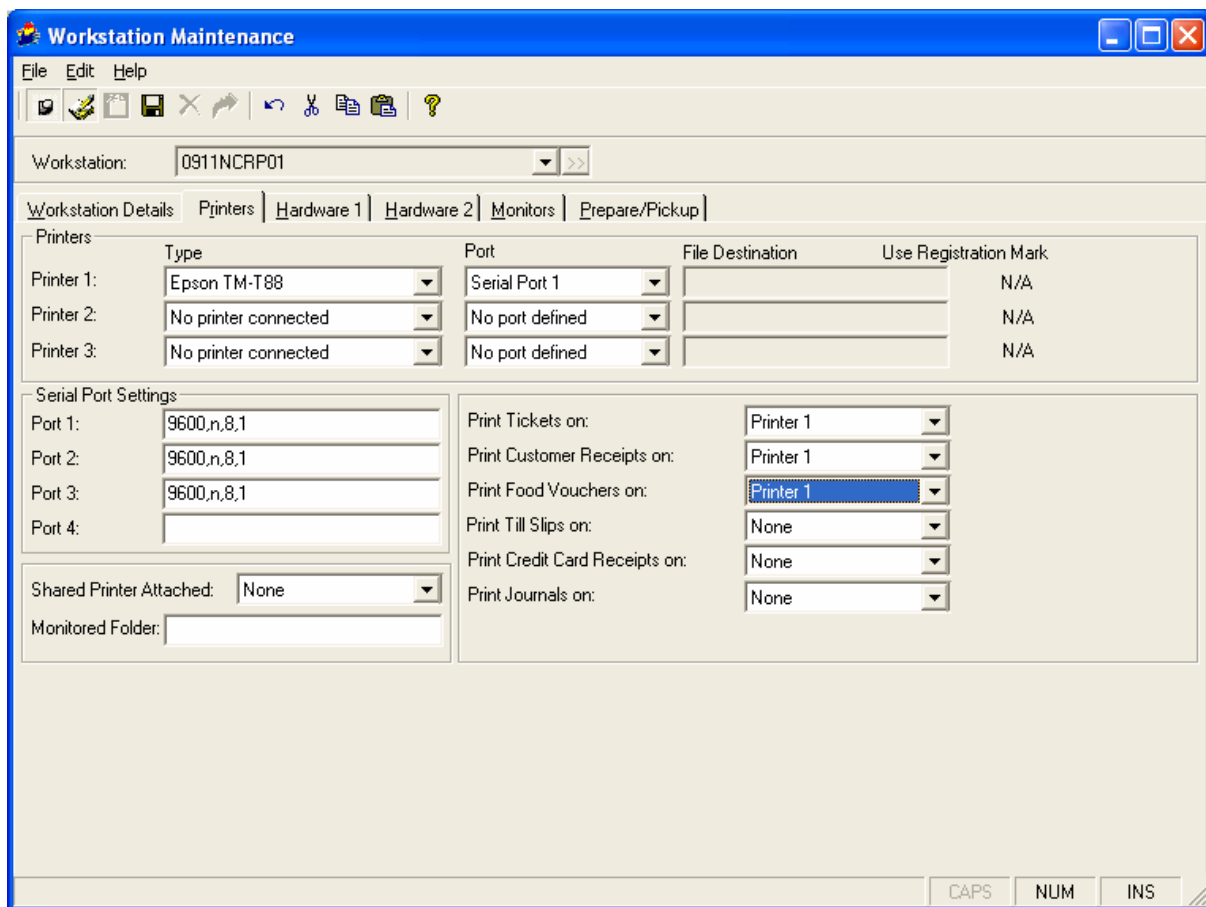 Workstation Maintenance
File Edit Help
Workstation: 0911NCRP01 >>
Workstation Details Printers Hardware 1 Hardware 2 Monitors Prepare/Pickup
Printers
Type Port File Destination Use Registration Mark
Printer 1: Epson TM-T88 Serial Port 1 N/A
Printer 2: No printer connected No port defined N/A
Printer 3: No printer connected No port defined N/A
Serial Port Settings
Port 1: 9600,n,8,1
Port 2: 9600,n,8,1
Port 3: 9600,n,8,1
Port 4:
Shared Printer Attached: None
Monitored Folder:
Print Tickets on: Printer 1
Print Customer Receipts on: Printer 1
Print Food Vouchers on: Printer 1
Print Till Slips on: None
Print Credit Card Receipts on: None
Print Journals on: None
CAPS NUM INS